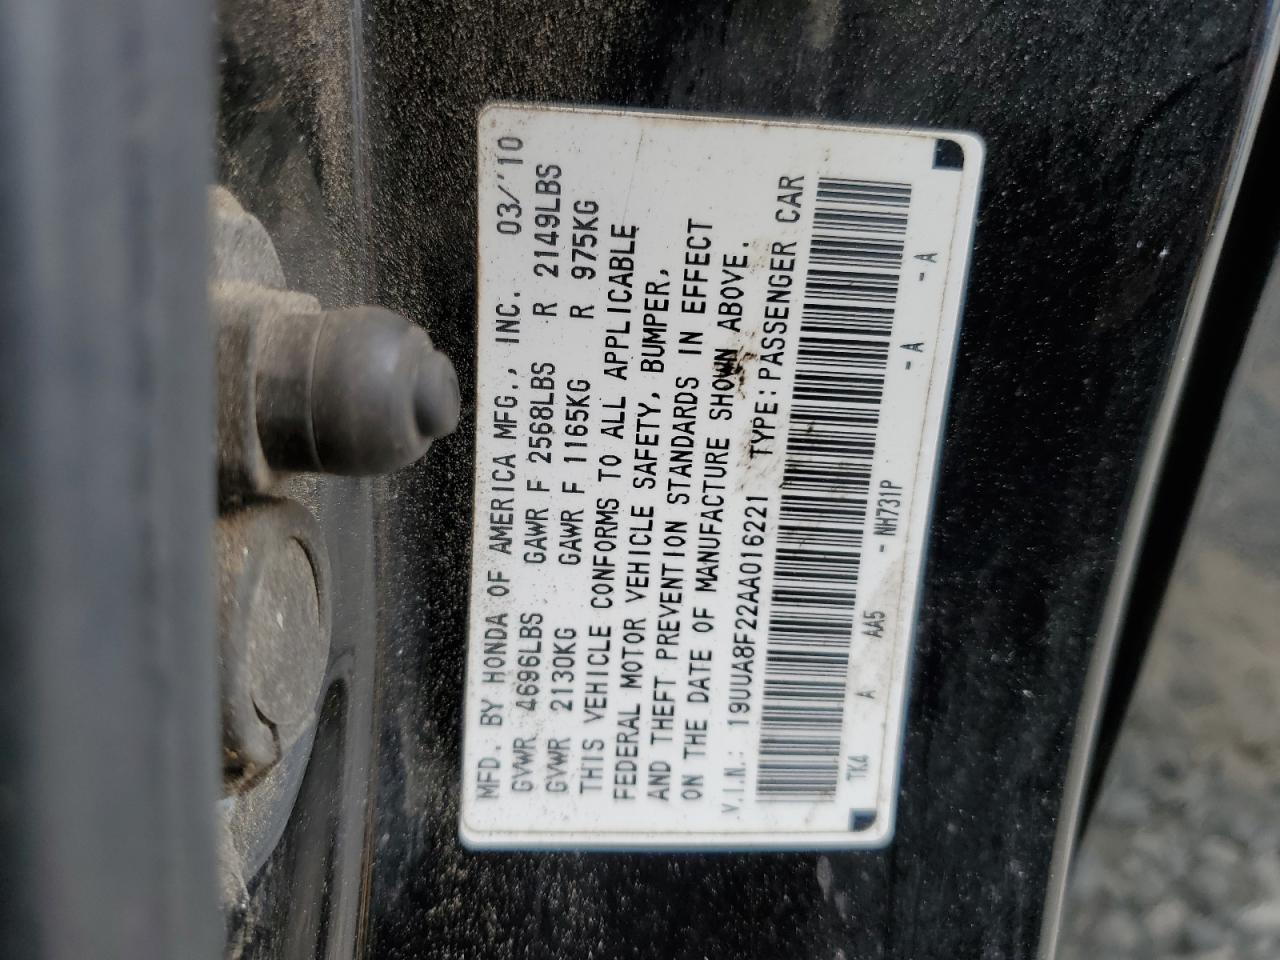 MFD. BY HONDA OF AMERICA MFG., INC. 03/'10
GVWR 4696LBS GAWR F 2568LBS R 2149LBS
GVWR 2130KG GAWR F 1165KG R 975KG
THIS VEHICLE CONFORMS TO ALL APPLICABLE
FEDERAL MOTOR VEHICLE SAFETY, BUMPER,
AND THEFT PREVENTION STANDARDS IN EFFECT
ON THE DATE OF MANUFACTURE SHOWN ABOVE.
V.I.N.: 19UUA8F22AA016221 TYPE: PASSENGER CAR
TK4 A AA5 - NH731P - A - A